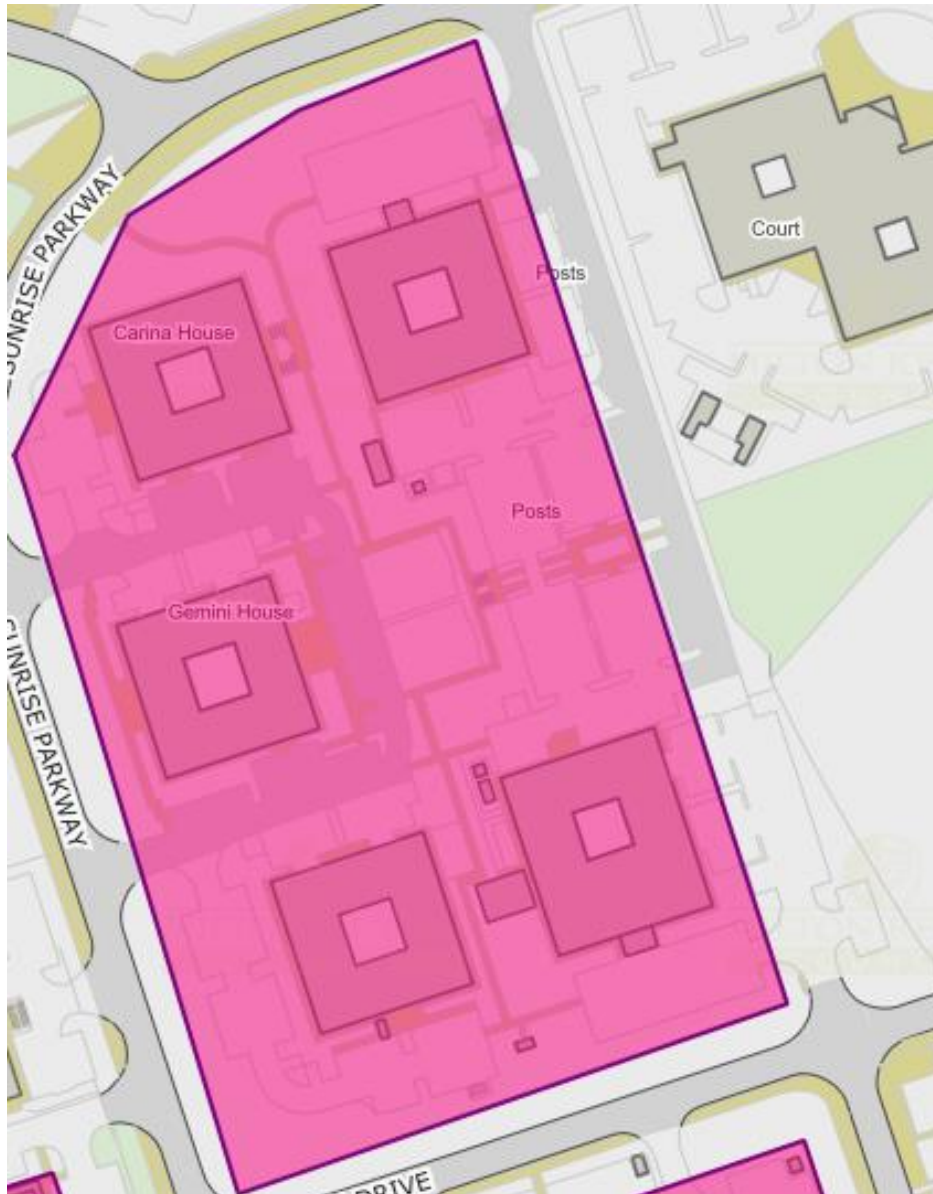 SUNRISE PARKWAY
Court
Posts
Carina House
Posts
Gemini House
SUNRISE PARKWAY
DRIVE